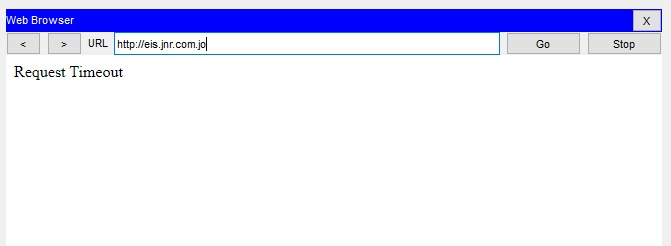 Web Browser X
< > URL http://eis.jnr.com.jo Go Stop
Request Timeout